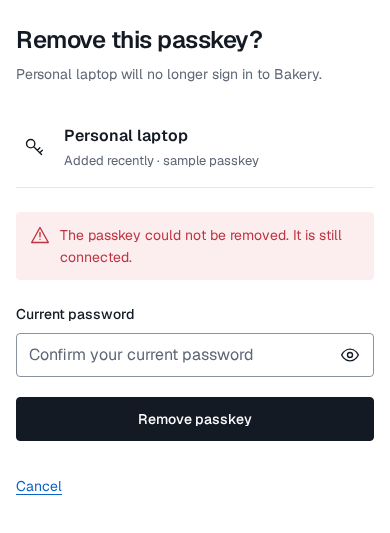 Remove this passkey?
Personal laptop will no longer sign in to Bakery.
Personal laptop
Added recently · sample passkey
The passkey could not be removed. It is still
connected.
Current password
Confirm your current password
Remove passkey
Cancel